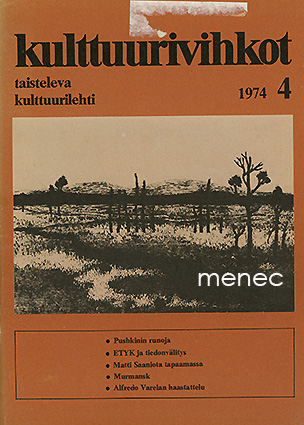 kulttuurivihkot
taisteleva
kulttuurilehti
1974 4
menec
• Pushkinin runoja
• ETYK ja tiedonvälitys
• Matti Saaniota tapaamassa
• Murmansk
• Alfredo Varelan haastattelu